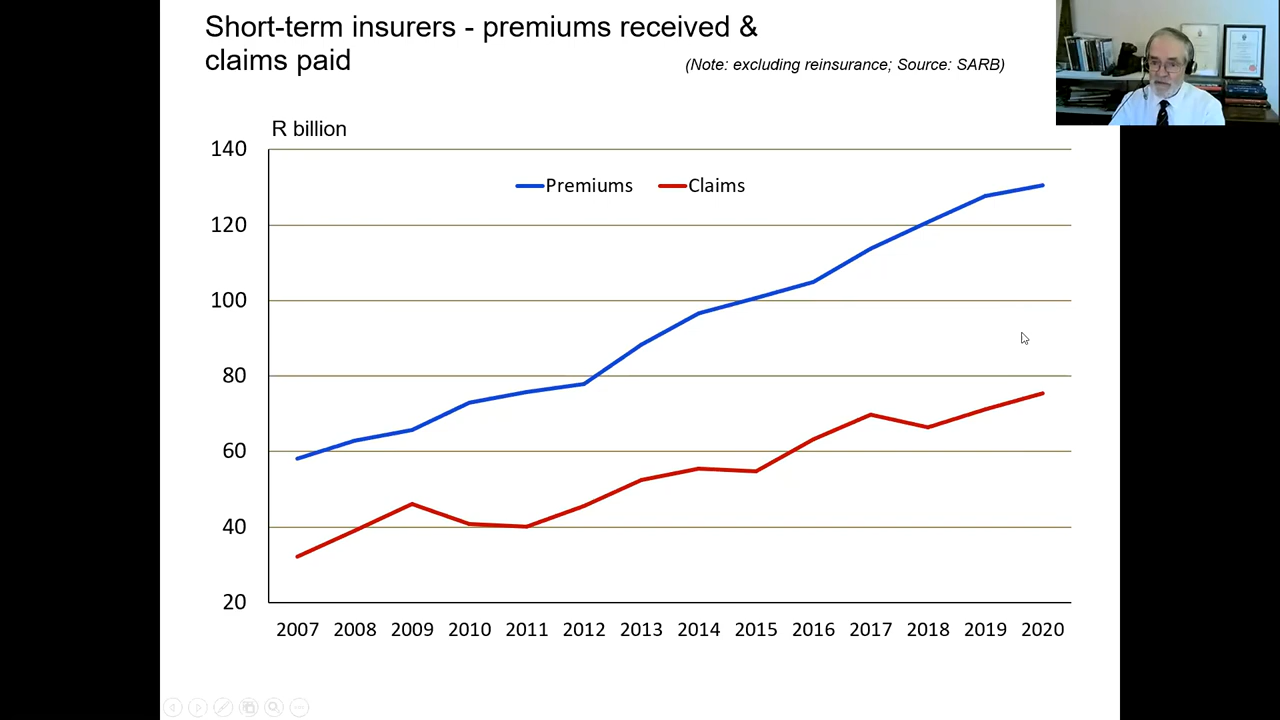 Short-term insurers - premiums received &
claims paid
(Note: excluding reinsurance; Source: SARB)
R billion
140
Premiums Claims
120
100
80
60
40
20
2007 2008 2009 2010 2011 2012 2013 2014 2015 2016 2017 2018 2019 2020